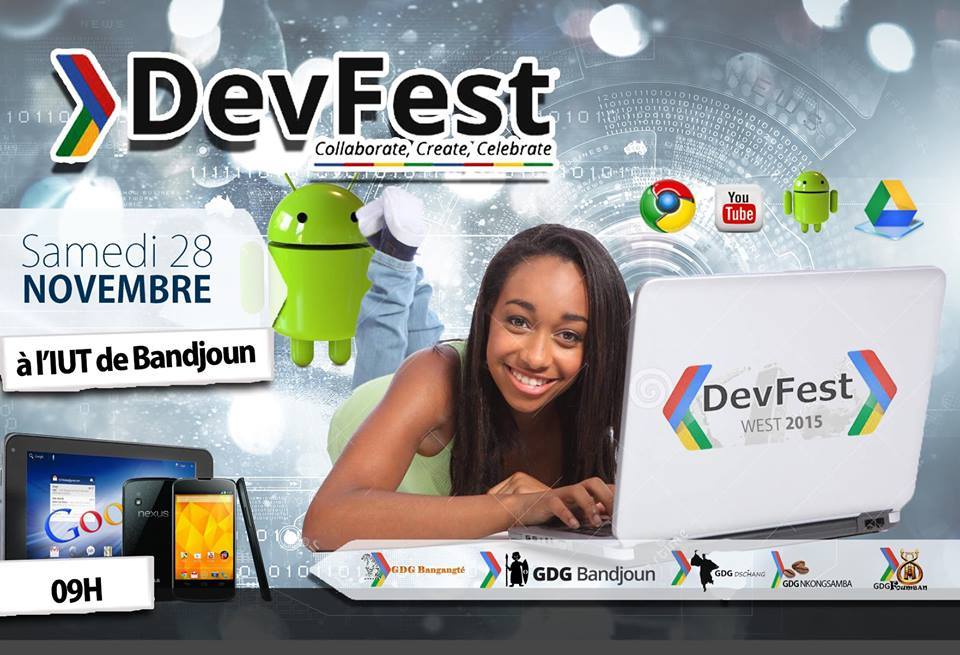 DevFest
Collaborate, Create, Celebrate
You
Tube
Samedi 28
NOVEMBRE
à l'IUT de Bandjoun
DevFest
WEST 2015
Goo
nexus
09H
GDG Bangangté
GDG Bandjoun
GDG DSCHANG
GDG NKONGSAMBA
GDG Foumban